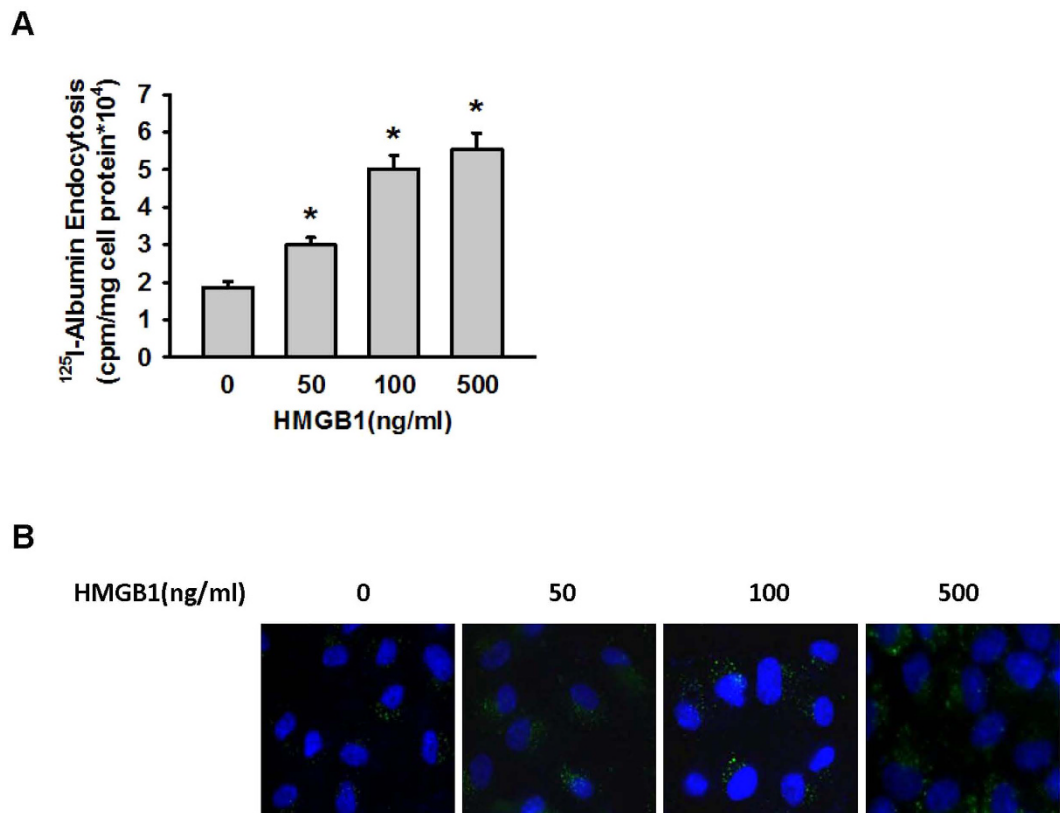 A
¹²⁵I-Albumin Endocytosis
(cpm/mg cell protein*10⁴)
7
6
5
4
3
2
1
0
*
*
*
0 50 100 500
HMGB1(ng/ml)
B
HMGB1(ng/ml) 0 50 100 500